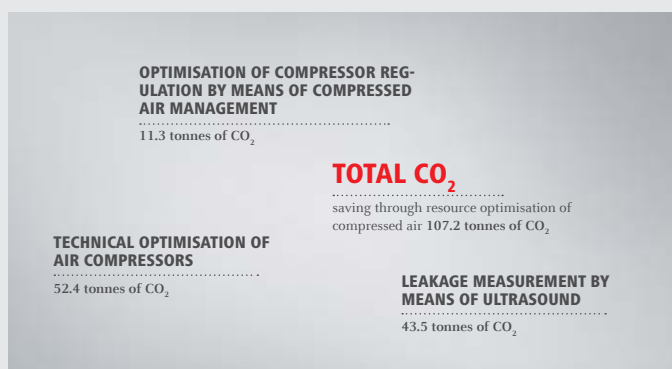 OPTIMISATION OF COMPRESSOR REG-
ULATION BY MEANS OF COMPRESSED
AIR MANAGEMENT
11.3 tonnes of CO₂
TOTAL CO₂
saving through resource optimisation of
compressed air 107.2 tonnes of CO₂
TECHNICAL OPTIMISATION OF
AIR COMPRESSORS
52.4 tonnes of CO₂
LEAKAGE MEASUREMENT BY
MEANS OF ULTRASOUND
43.5 tonnes of CO₂